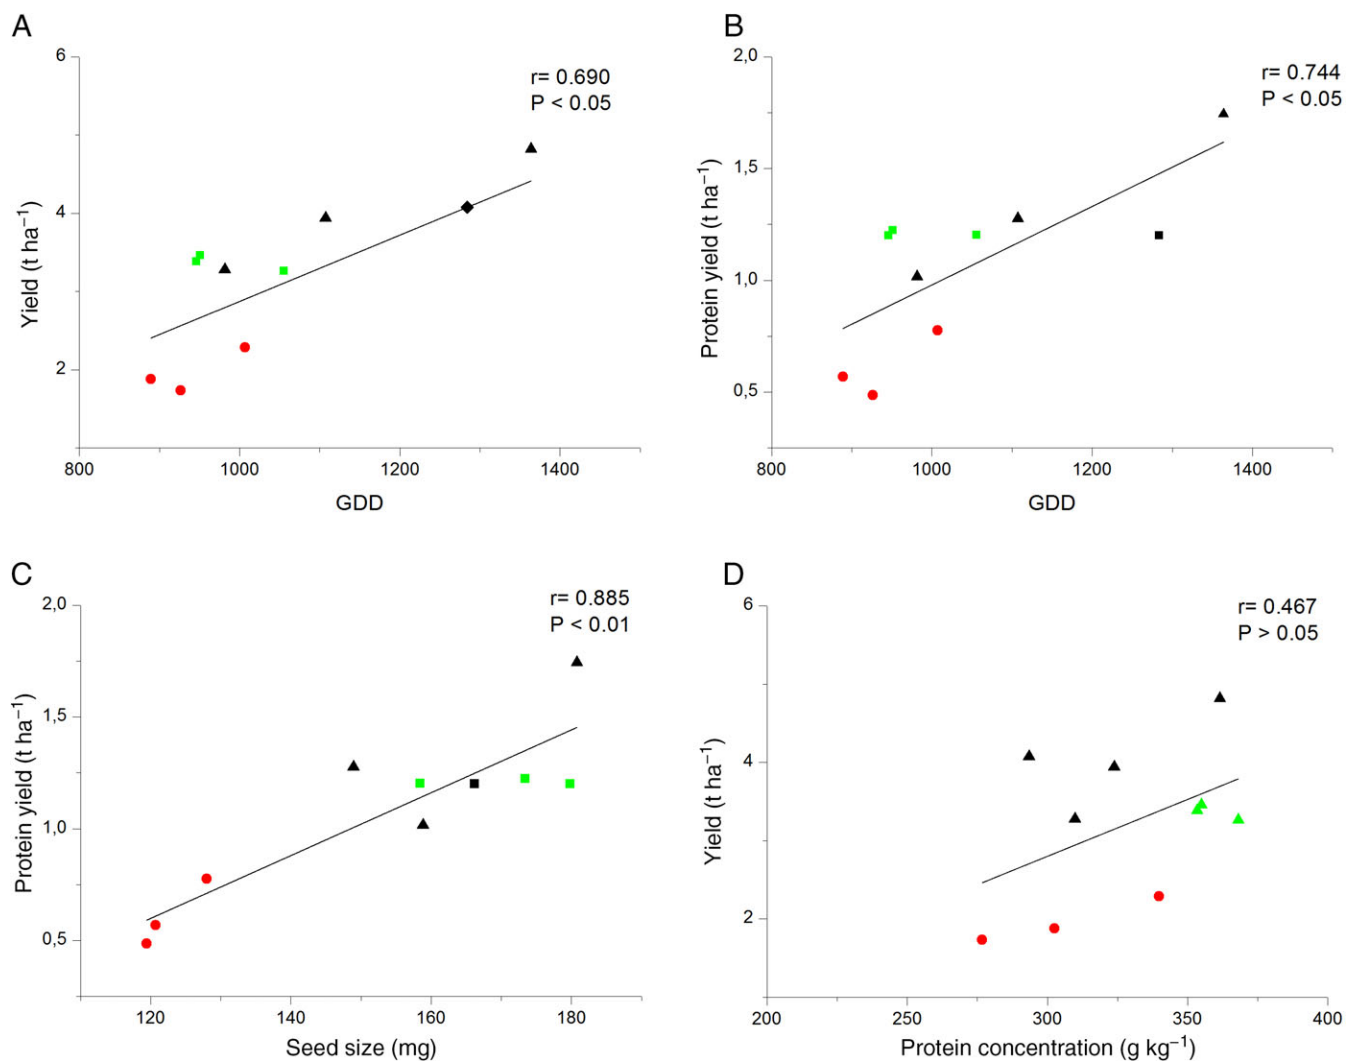 A
6
r= 0.690
P < 0.05
4
2
Yield (t ha⁻¹)
800 1000 1200 1400
GDD
B
2,0
r= 0.744
P < 0.05
1,5
1,0
0,5
Protein yield (t ha⁻¹)
800 1000 1200 1400
GDD
C
2,0
r= 0.885
P < 0.01
1,5
1,0
0,5
Protein yield (t ha⁻¹)
120 140 160 180
Seed size (mg)
D
6
r= 0.467
P > 0.05
4
2
Yield (t ha⁻¹)
200 250 300 350 400
Protein concentration (g kg⁻¹)